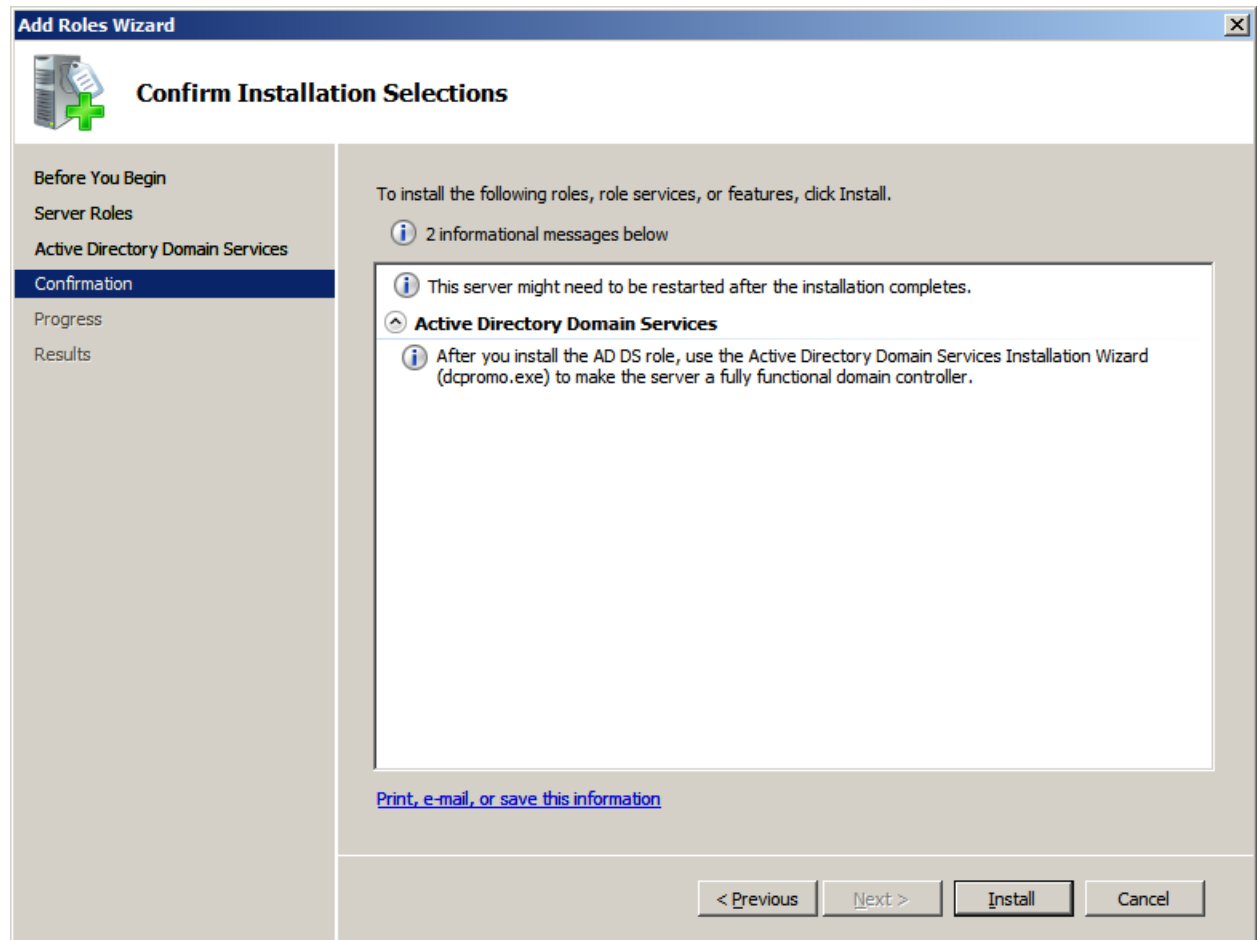 Add Roles Wizard
Confirm Installation Selections
Before You Begin
Server Roles
Active Directory Domain Services
Confirmation
Progress
Results
To install the following roles, role services, or features, click Install.
2 informational messages below
This server might need to be restarted after the installation completes.
Active Directory Domain Services
After you install the AD DS role, use the Active Directory Domain Services Installation Wizard
(dcpromo.exe) to make the server a fully functional domain controller.
Print, e-mail, or save this information
< Previous
Next >
Install
Cancel